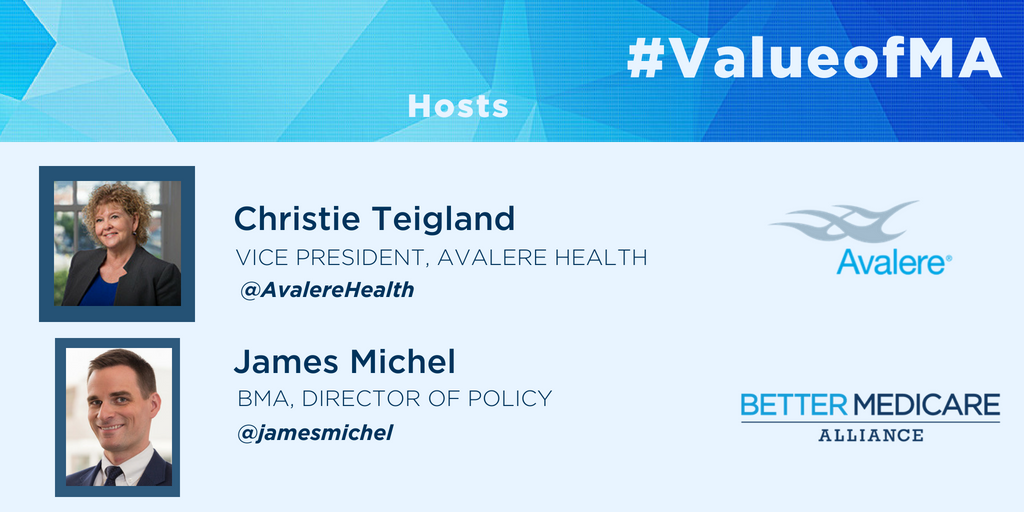 #ValueofMA
Hosts
Christie Teigland
VICE PRESIDENT, AVALERE HEALTH
@AvalereHealth
Avalere®
James Michel
BMA, DIRECTOR OF POLICY
@jamesmichel
BETTER MEDICARE
ALLIANCE